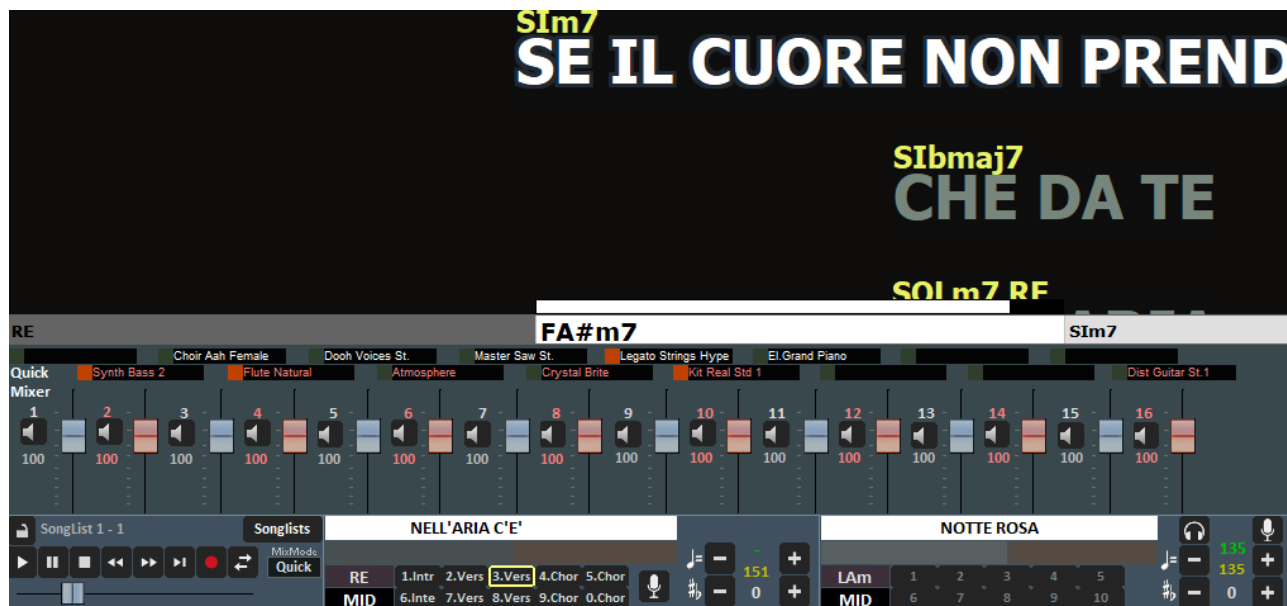 SIm7
SE IL CUORE NON PREND
SIbmaj7
CHE DA TE
SOLm7 RE
RE FA#m7 SIm7
Choir Aah Female Dooh Voices St. Master Saw St. Legato Strings Hype El.Grand Piano
Quick Synth Bass 2 Flute Natural Atmosphere Crystal Brite Kit Real Std 1 Dist Guitar St.1
Mixer
1 2 3 4 5 6 7 8 9 10 11 12 13 14 15 16
100 100 100 100 100 100 100 100 100 100 100 100 100 100 100 100
SongList 1 - 1 Songlists NELL'ARIA C'E' NOTTE ROSA
MixMode
Quick
- 135
151 135
RE 1.Intr 2.Vers 3.Vers 4.Chor 5.Chor LAm 1 2 3 4 5
MID 6.Inte 7.Vers 8.Vers 9.Chor 0.Chor 0 MID 6 7 8 9 10 0